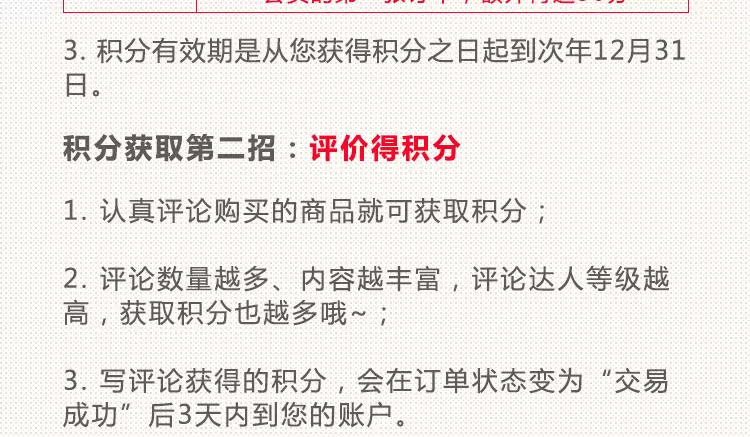 3. 积分有效期是从您获得积分之日起到次年12月31
日。
积分获取第二招：评价得积分
1. 认真评论购买的商品就可获取积分；
2. 评论数量越多、内容越丰富，评论达人等级越
高，获取积分也越多哦~；
3. 写评论获得的积分，会在订单状态变为“交易
成功”后3天内到您的账户。